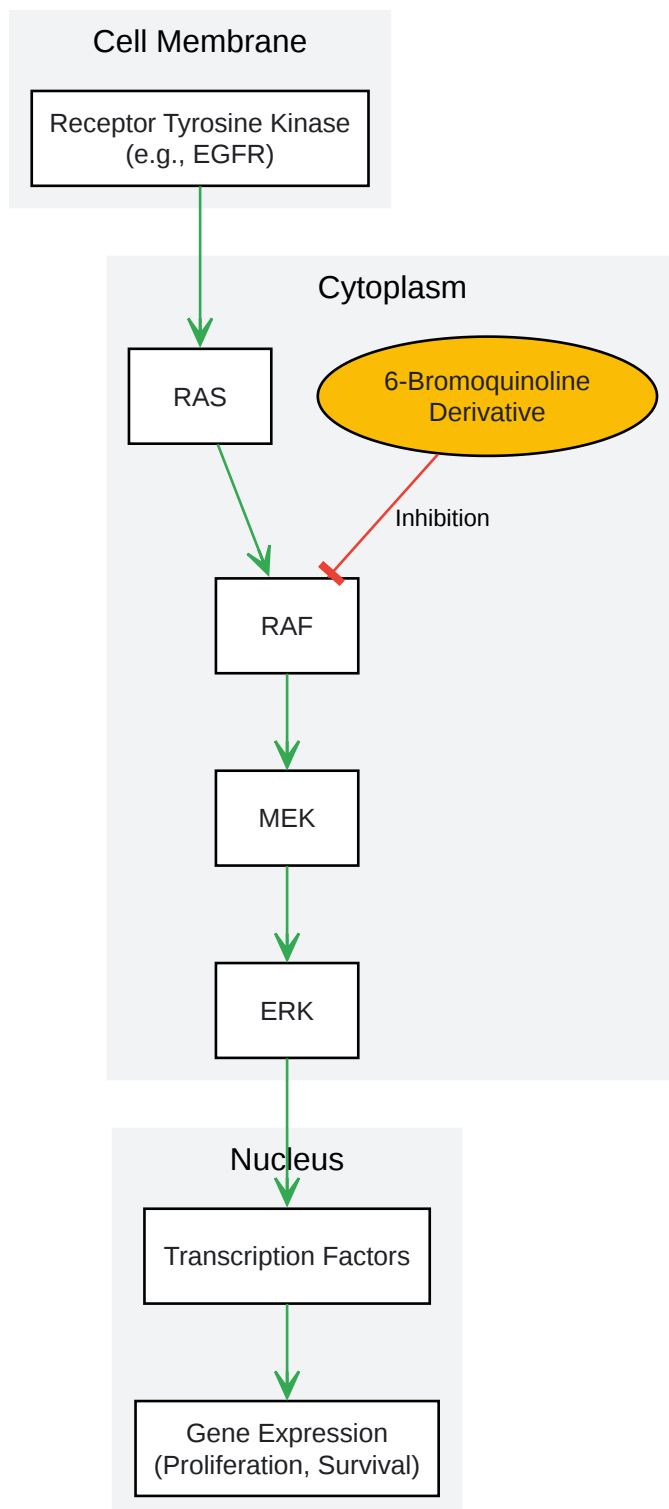 Cell Membrane
Receptor Tyrosine Kinase
(e.g., EGFR)
Cytoplasm
RAS
6-Bromoquinoline
Derivative
Inhibition
RAF
MEK
ERK
Nucleus
Transcription Factors
Gene Expression
(Proliferation, Survival)